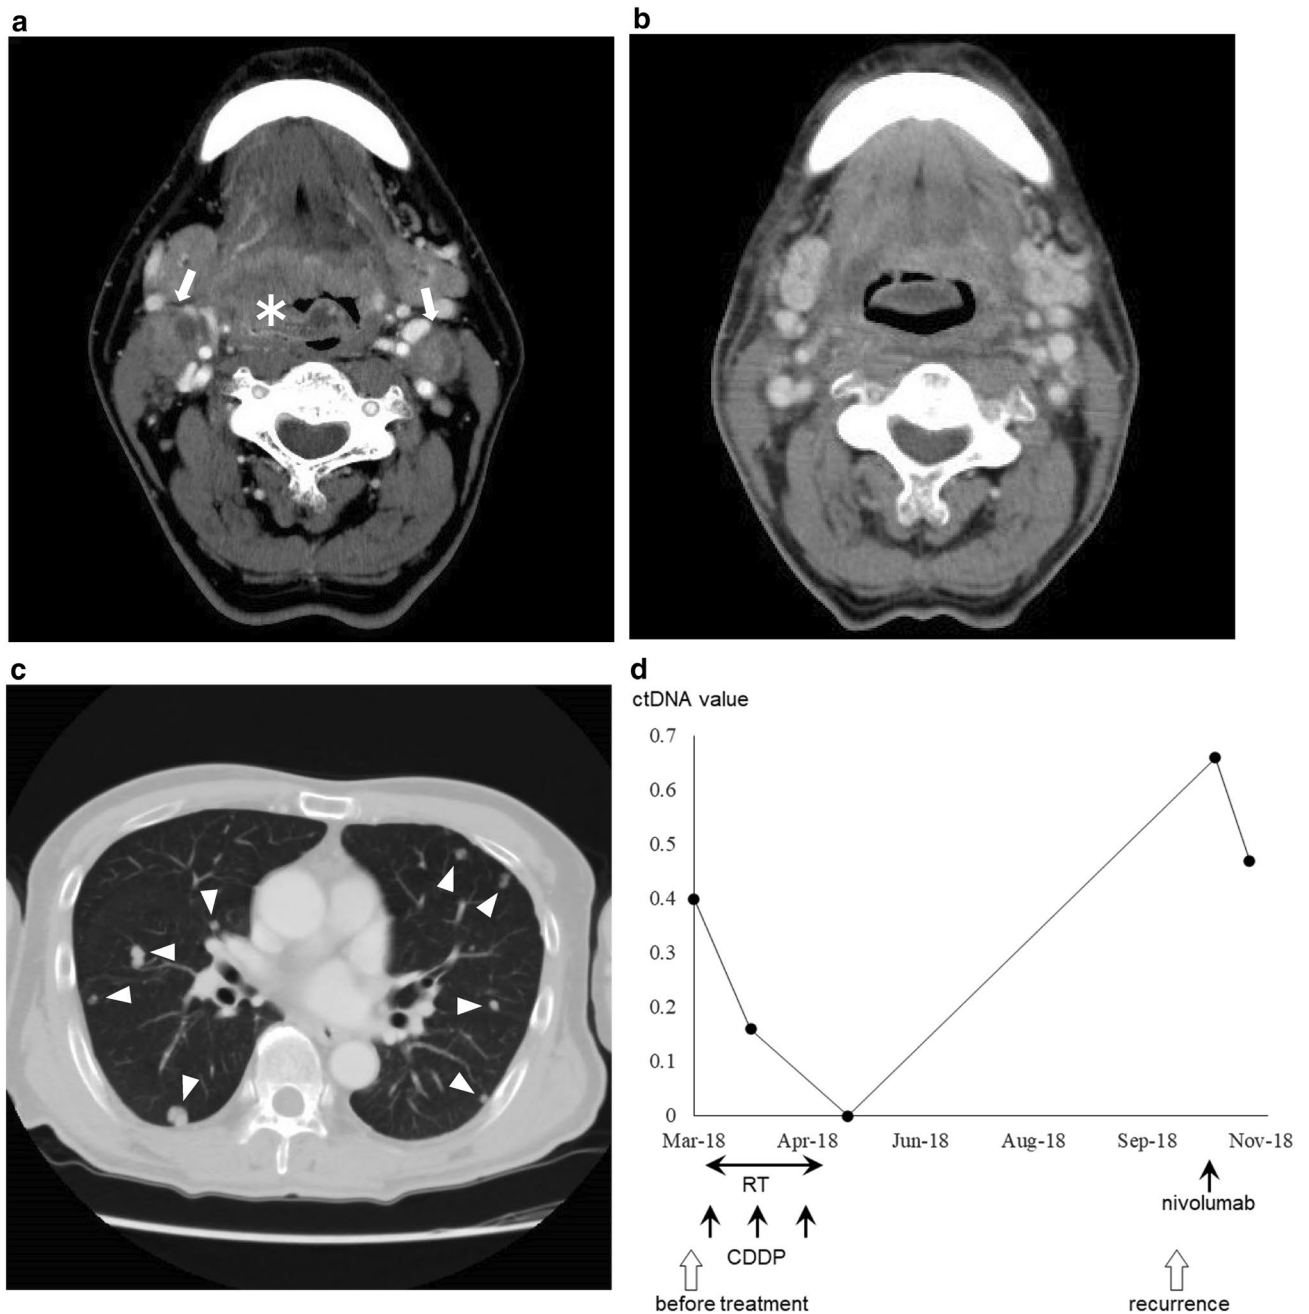 a
b
*
c
d
ctDNA value
0.7
0.6
0.5
0.4
0.3
0.2
0.1
0
Mar-18 Apr-18 Jun-18 Aug-18 Sep-18 Nov-18
RT
nivolumab
CDDP
before treatment
recurrence